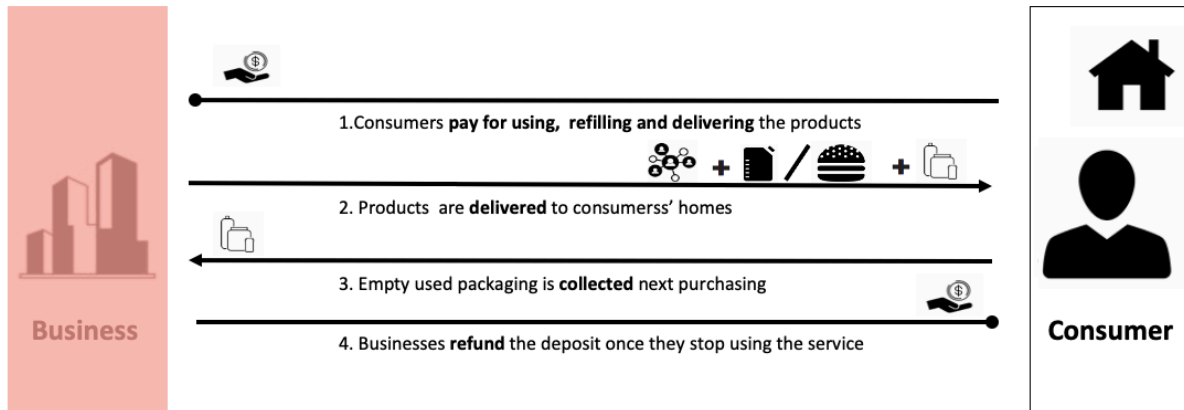 1.Consumers pay for using, refilling and delivering the products
2. Products are delivered to consumerss’ homes
3. Empty used packaging is collected next purchasing
4. Businesses refund the deposit once they stop using the service
Business
Consumer